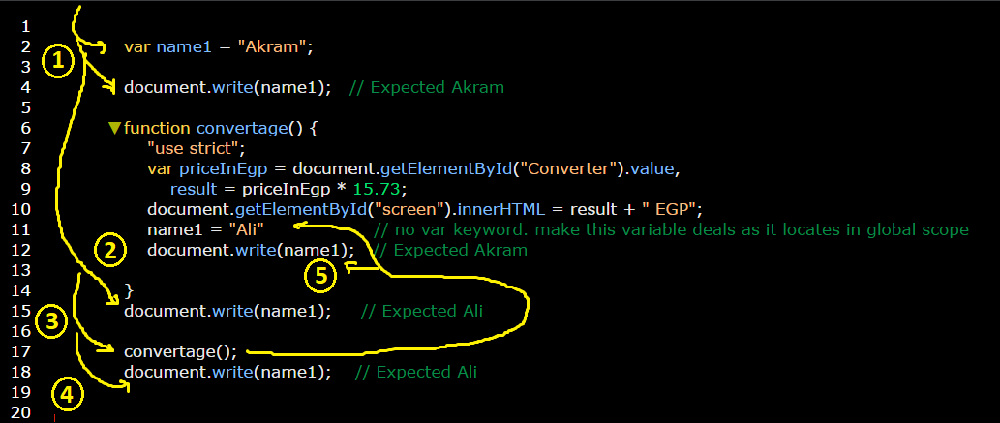 1
2 var name1 = "Akram";
3
4 document.write(name1); // Expected Akram
5
6 function convertage() {
7 "use strict";
8 var priceInEgp = document.getElementById("Converter").value,
9 result = priceInEgp * 15.73;
10 document.getElementById("screen").innerHTML = result + " EGP";
11 name1 = "Ali" // no var keyword. make this variable deals as it locates in global scope
12 document.write(name1); // Expected Akram
13
14 }
15 document.write(name1); // Expected Ali
16
17 convertage();
18 document.write(name1); // Expected Ali
19
20
1
2
5
3
4